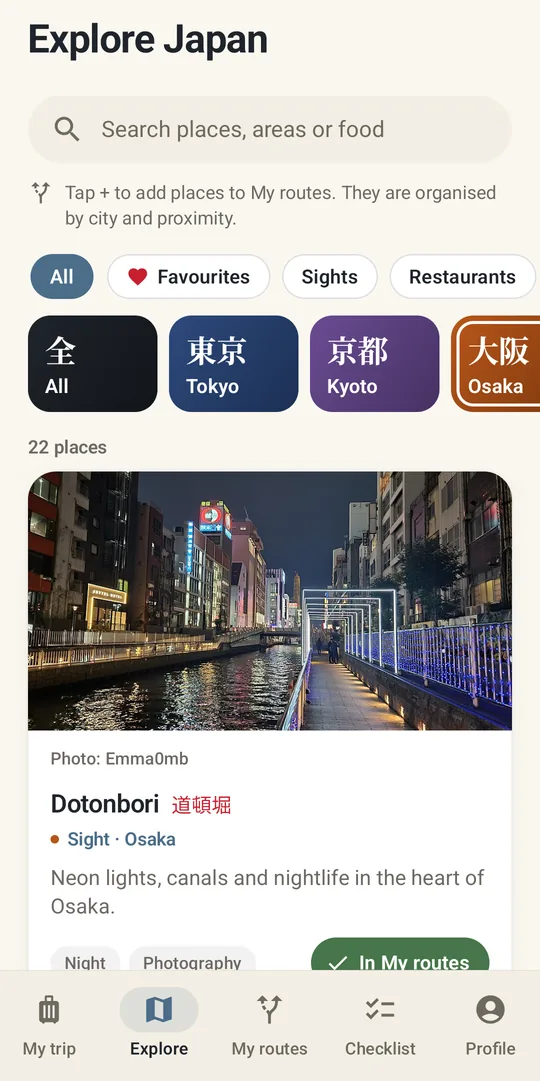 Explore Japan
Search places, areas or food
Tap + to add places to My routes. They are organised
by city and proximity.
All
Favourites
Sights
Restaurants
全
All
東京
Tokyo
京都
Kyoto
大阪
Osaka
22 places
Photo: Emma0mb
Dotonbori 道頓堀
Sight · Osaka
Neon lights, canals and nightlife in the heart of
Osaka.
Night
Photography
In My routes
My trip
Explore
My routes
Checklist
Profile